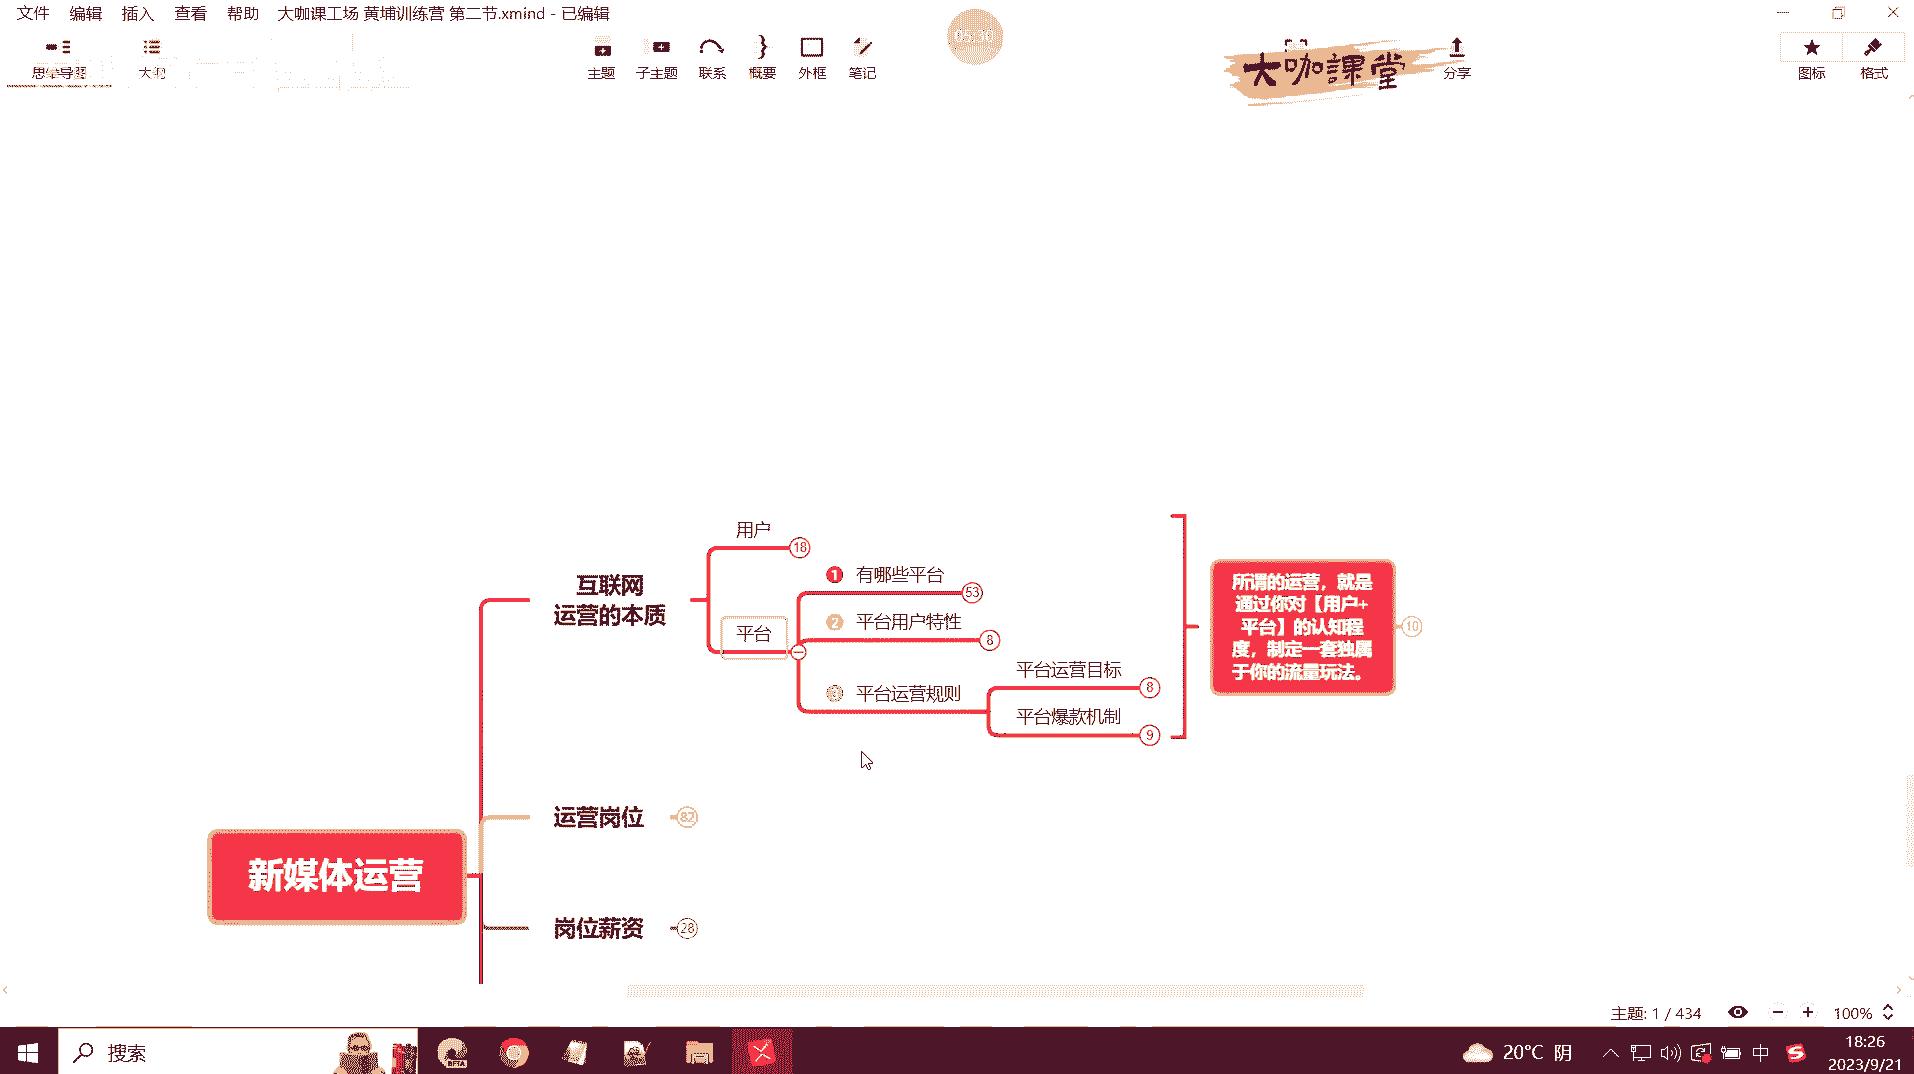 文件 编辑 插入 查看 帮助 大咖课工场 黄埔训练营 第二节.xmind - 已编辑
思维导图 大纲 主题 子主题 联系 概要 外框 笔记 分享 图标 格式
05:30
大咖課堂
用户 18
1 有哪些平台 53
互联网
运营的本质
2 平台用户特性 8
平台
3 平台运营规则
平台运营目标 8
平台爆款机制 9
所谓的运营，就是
通过你对【用户+
平台】的认知程
度，制定一套独属
于你的流量玩法。
10
运营岗位 82
新媒体运营
岗位薪资 28
主题: 1 / 434 100%
搜索 BETA 20°C 阴 中 18:26
2023/9/21